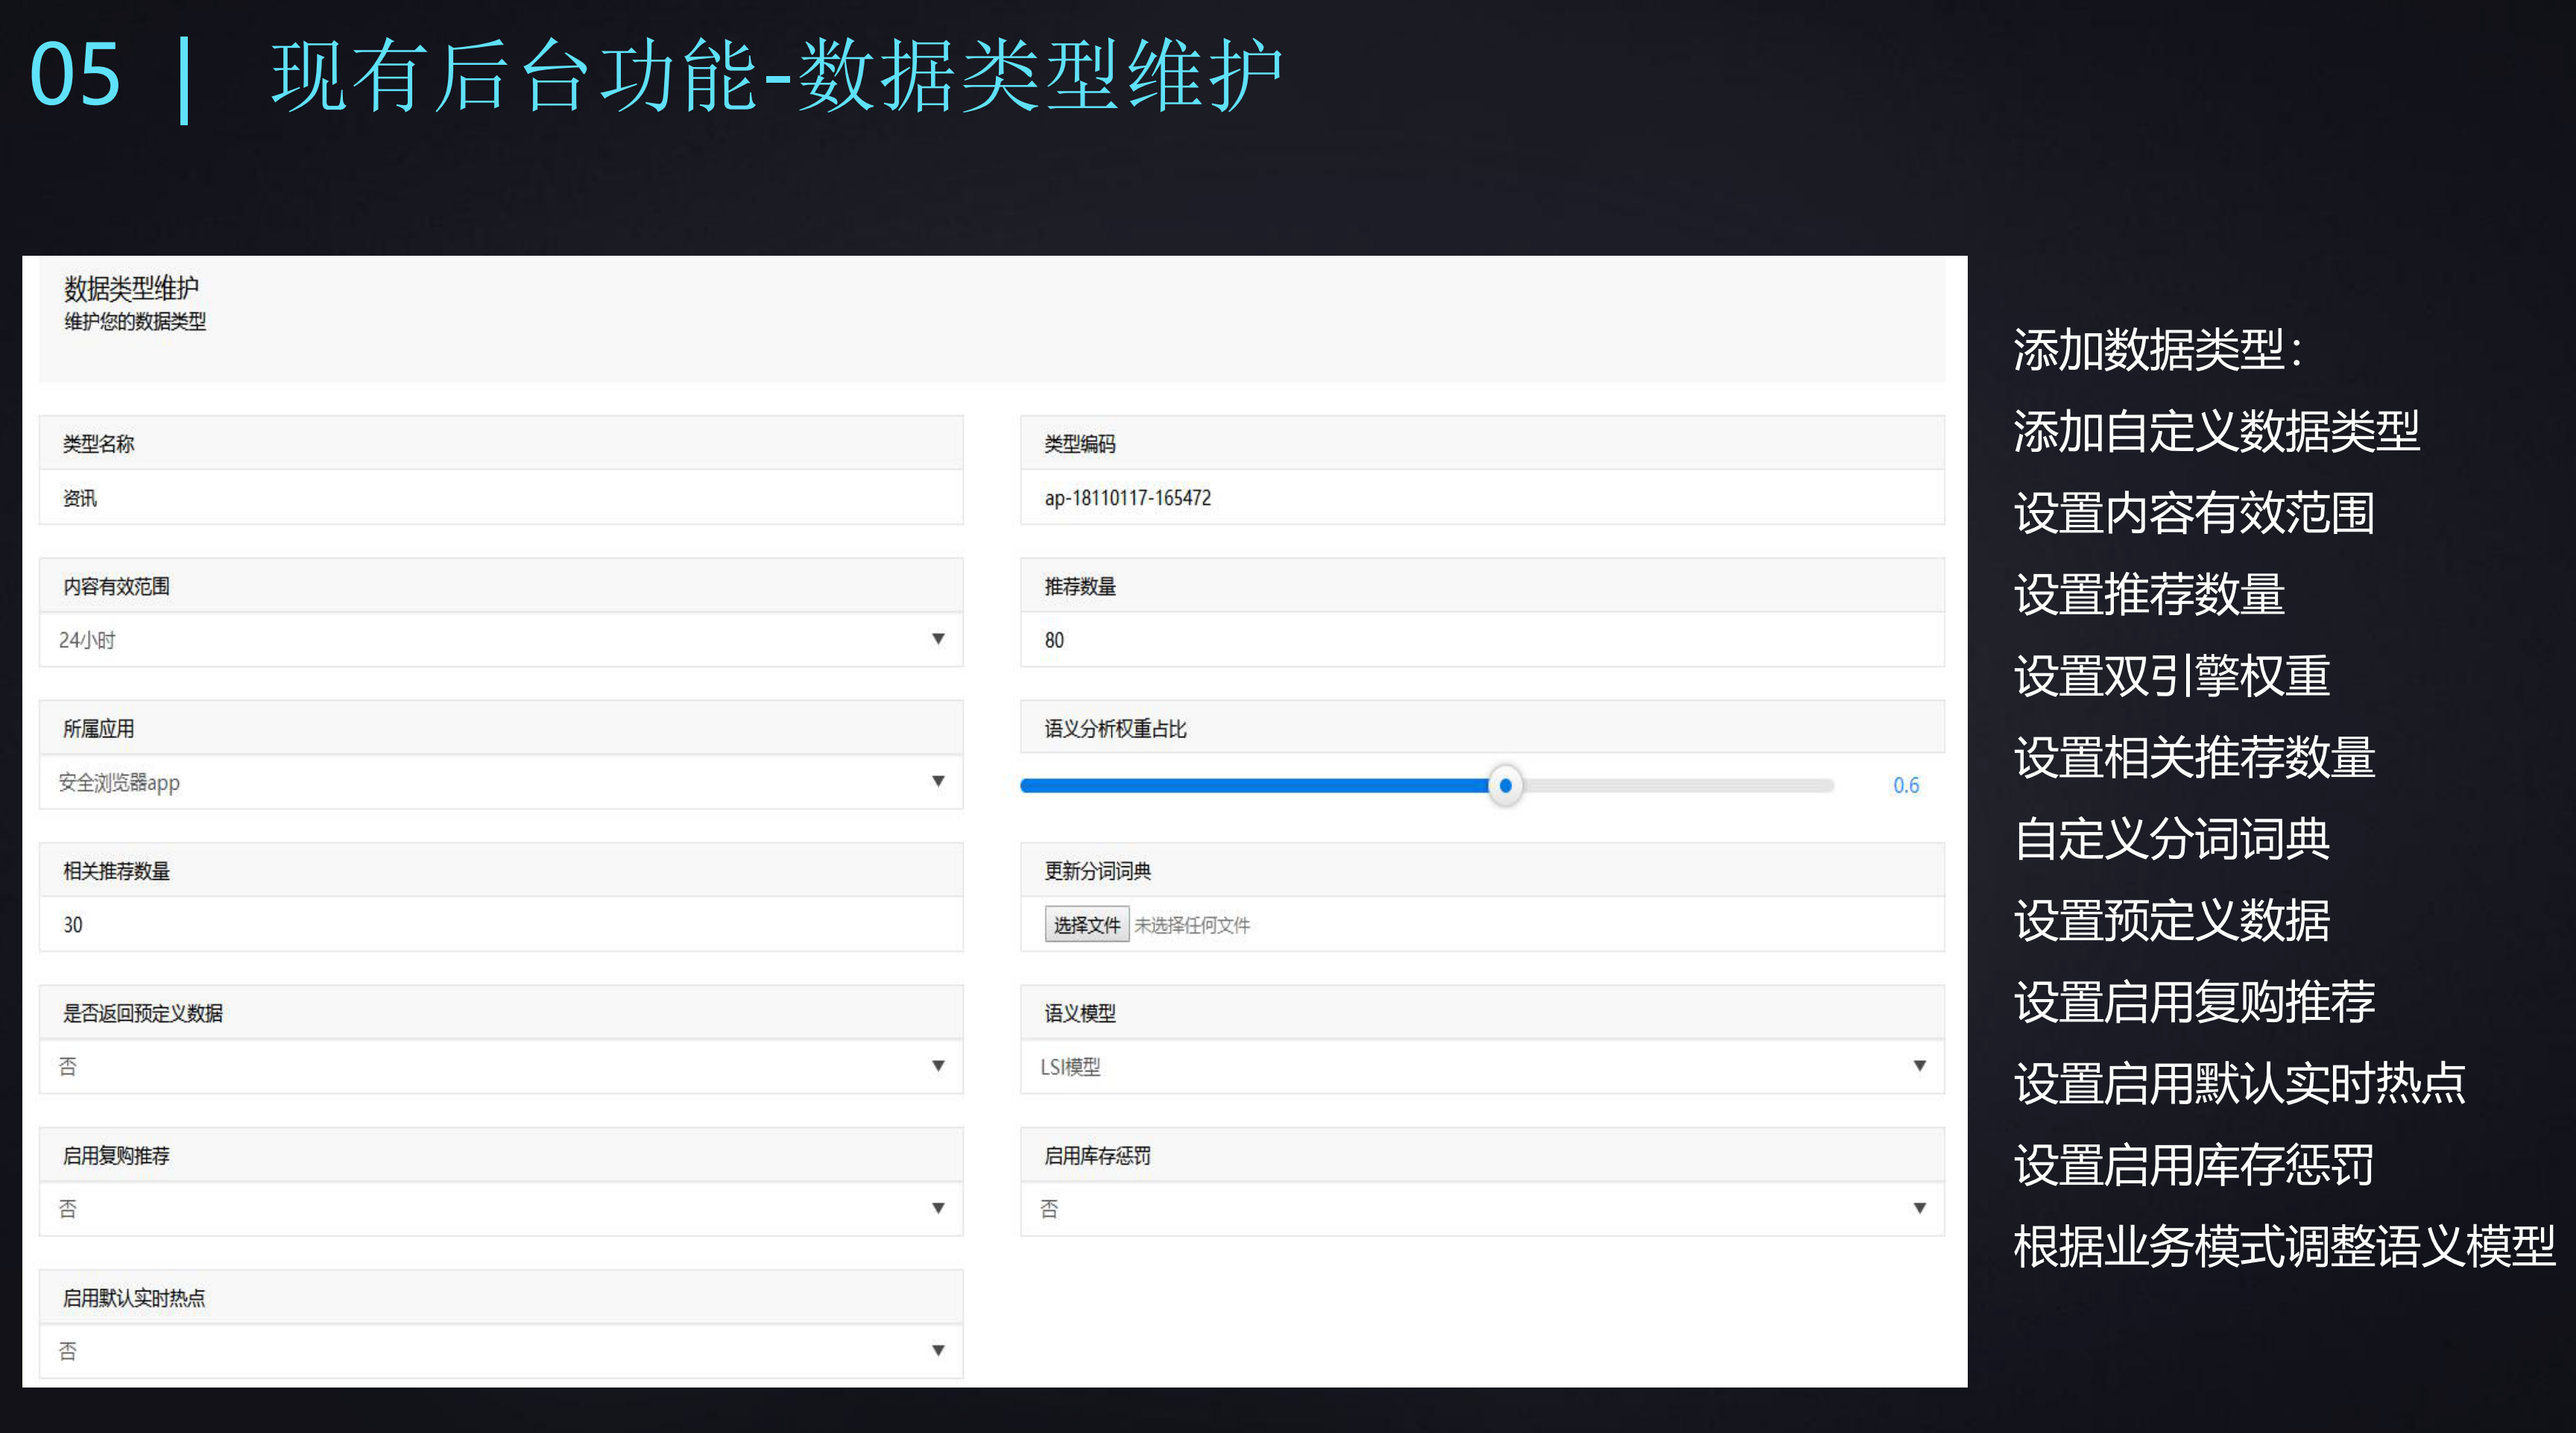 05 | 现有后台功能-数据类型维护
数据类型维护
维护您的数据类型
类型名称
资讯
类型编码
ap-18110117-165472
内容有效范围
24小时
推荐数量
80
所属应用
安全浏览器app
语义分析权重占比
0.6
相关推荐数量
30
更新分词词典
选择文件 未选择任何文件
是否返回预定义数据
否
语义模型
LSI模型
启用复购推荐
否
启用库存惩罚
否
启用默认实时热点
否
添加数据类型：
添加自定义数据类型
设置内容有效范围
设置推荐数量
设置双引擎权重
设置相关推荐数量
自定义分词词典
设置预定义数据
设置启用复购推荐
设置启用默认实时热点
设置启用库存惩罚
根据业务模式调整语义模型